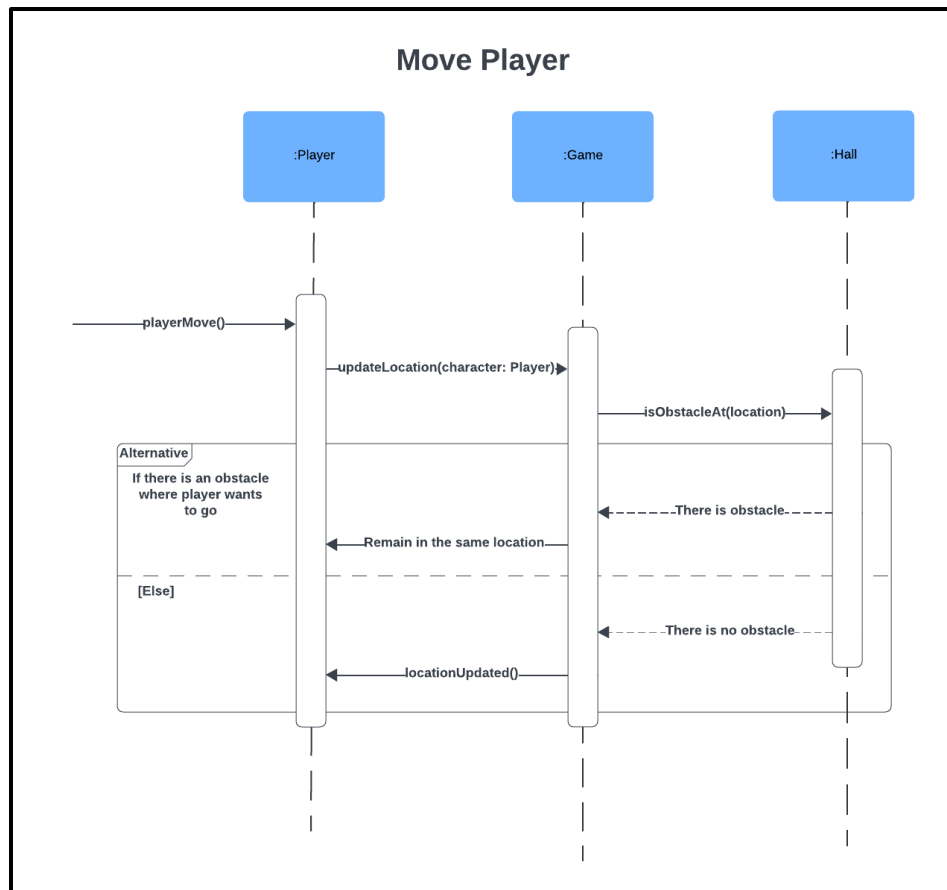 Move Player
:Player
:Game
:Hall
playerMove()
updateLocation(character: Player)
isObstacleAt(location)
Alternative
If there is an obstacle
where player wants
to go
There is obstacle
Remain in the same location
[Else]
There is no obstacle
locationUpdated()